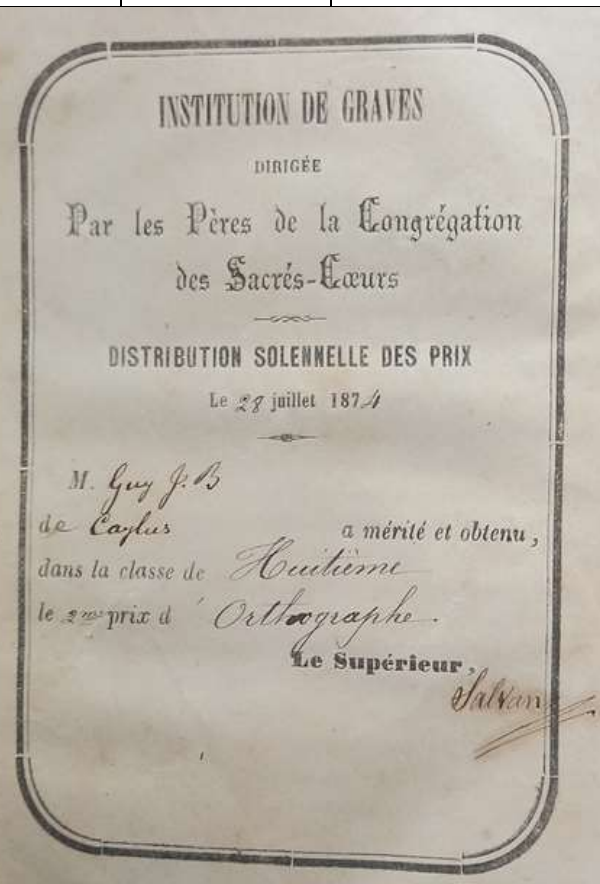 INSTITUTION DE GRAVES
DIRIGÉE
Par les Pères de la Congrégation
des Sacrés-Cœurs
DISTRIBUTION SOLENNELLE DES PRIX
Le 28 juillet 1874
M. Guy J. B
de Caylus a mérité et obtenu,
dans la classe de Huitième
le 2me prix d' Orthographe.
Le Supérieur,
Salvan